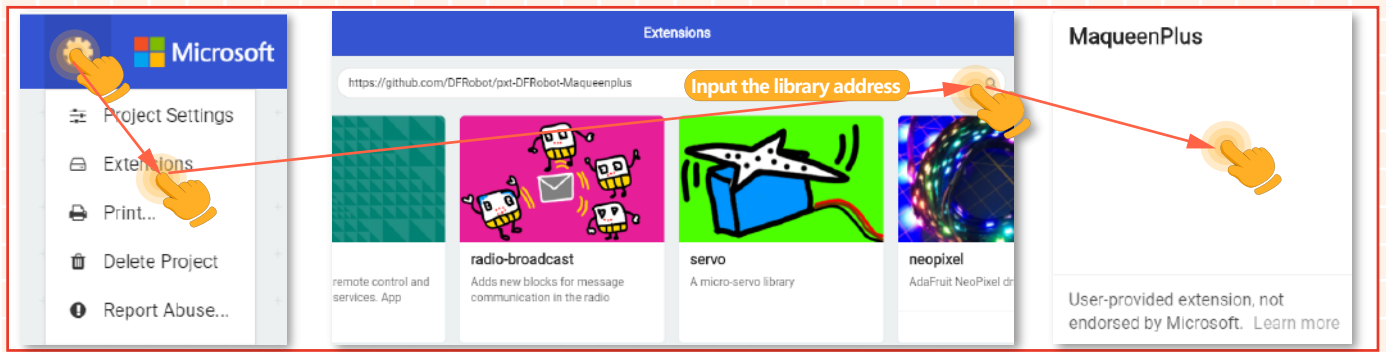 Microsoft
Project Settings
Extensions
Print...
Delete Project
Report Abuse...
Extensions
https://github.com/DFRobot/pxt-DFRobot-Maqueenplus
Input the library address
remote control and
services. App
radio-broadcast
Adds new blocks for message
communication in the radio
servo
A micro-servo library
neopixel
AdaFruit NeoPixel dr
MaqueenPlus
User-provided extension, not
endorsed by Microsoft. Learn more